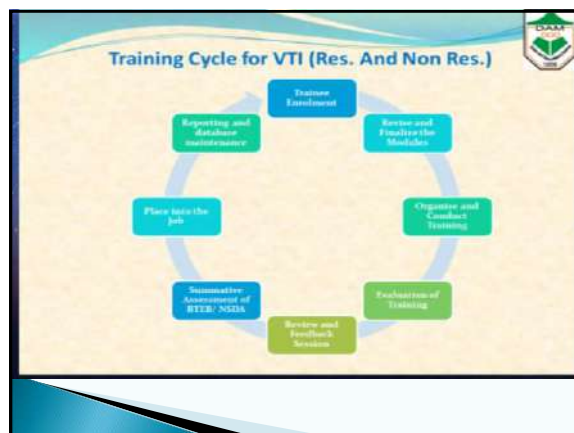 DAM
Training Cycle for VTI (Res. And Non Res.)
Trainee
Enrolment
Revise and
Finalize the
Modules
Organise and
Conduct
Training
Evaluation of
Training
Review and
Feedback
Session
Summative
Assessment of
BTEB/ NSDA
Place into the
Job
Reporting and
database
maintenance